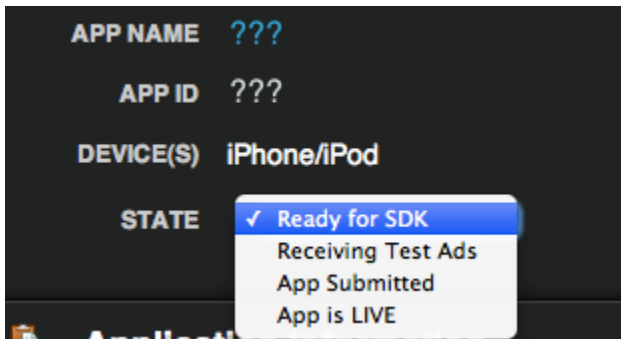 APP NAME ???
APP ID ???
DEVICE(S) iPhone/iPod
STATE ✓ Ready for SDK
Receiving Test Ads
App Submitted
App is LIVE